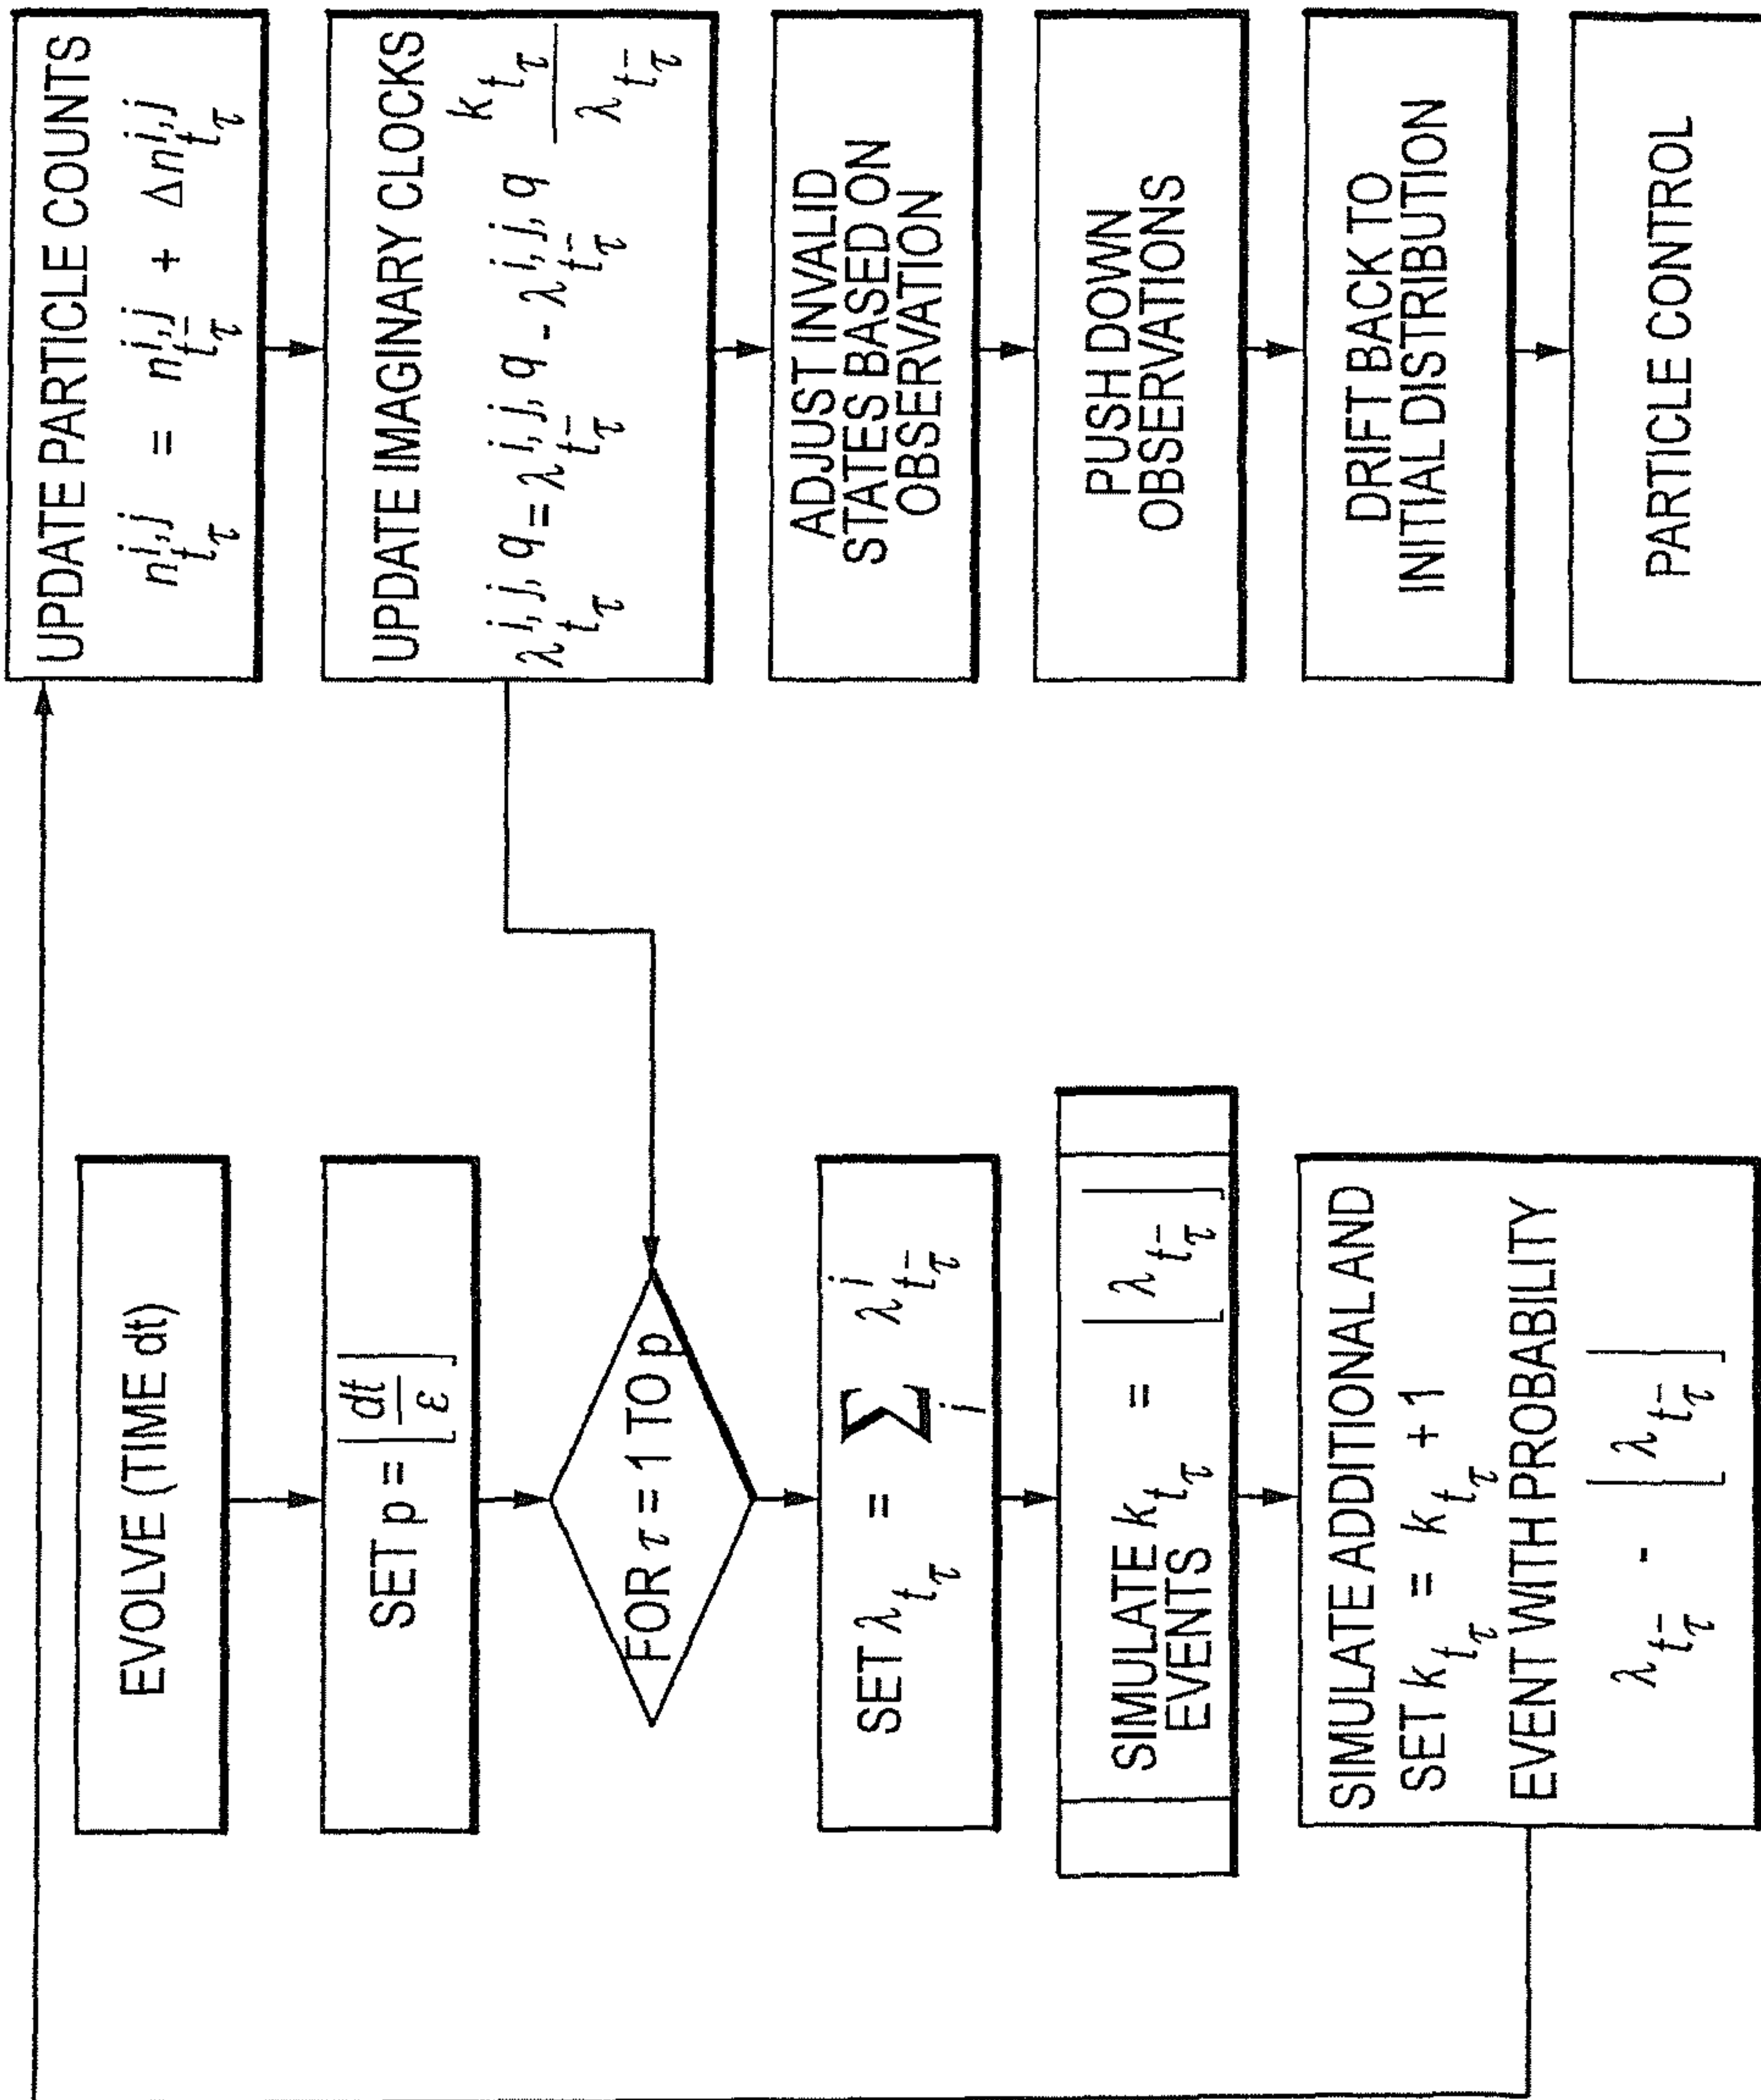 EVOLVE (TIME dt)
SET p = ⌊dt/ε⌋
FOR τ = 1 TO p
SET λ_{t_τ} = Σ_i λ^i_{t_τ^-}
SIMULATE k_{t_τ} = ⌊λ_{t_τ^-}⌋
EVENTS
SIMULATE ADDITIONAL AND
SET k_{t_τ} = k_{t_τ} + 1
EVENT WITH PROBABILITY
λ_{t_τ^-} - ⌊λ_{t_τ^-}⌋
UPDATE PARTICLE COUNTS
n^{i,j}_{t_τ} = n^{i,j}_{t_τ^-} + Δn^{i,j}_{t_τ}
UPDATE IMAGINARY CLOCKS
λ^{i,j,q}_{t_τ} = λ^{i,j,q}_{t_τ^-} - λ^{i,j,q}_{t_τ^-} k_{t_τ}/λ_{t_τ^-}
ADJUST INVALID
STATES BASED ON
OBSERVATION
PUSH DOWN
OBSERVATIONS
DRIFT BACK TO
INITIAL DISTRIBUTION
PARTICLE CONTROL